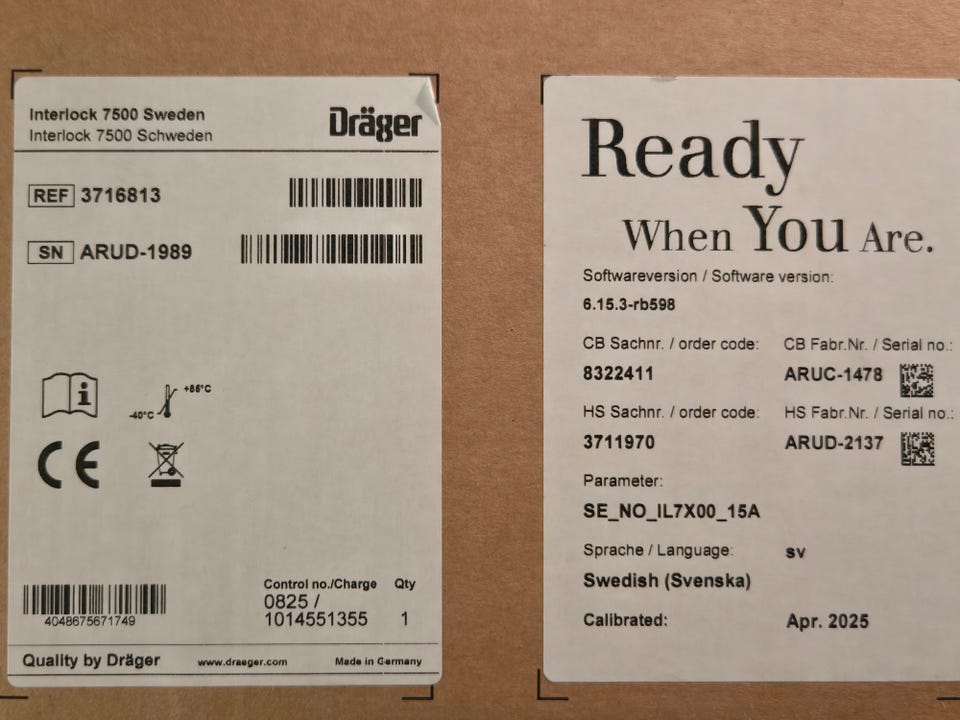 Interlock 7500 Sweden
Interlock 7500 Schweden
Dräger
REF 3716813
SN ARUD-1989
i
-40°C +85°C
CE
4048675671749
Control no./Charge Qty
0825 /
1014551355 1
Quality by Dräger www.draeger.com Made in Germany
Ready
When You Are.
Softwareversion / Software version:
6.15.3-rb598
CB Sachnr. / order code: CB Fabr.Nr. / Serial no.:
8322411 ARUC-1478
HS Sachnr. / order code: HS Fabr.Nr. / Serial no.:
3711970 ARUD-2137
Parameter:
SE_NO_IL7X00_15A
Sprache / Language: sv
Swedish (Svenska)
Calibrated: Apr. 2025